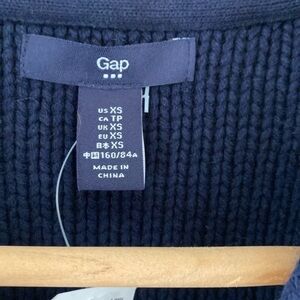 Gap
US XS
CA TP
UK XS
EU XS
日本 XS
中国 160/84A
MADE IN
CHINA